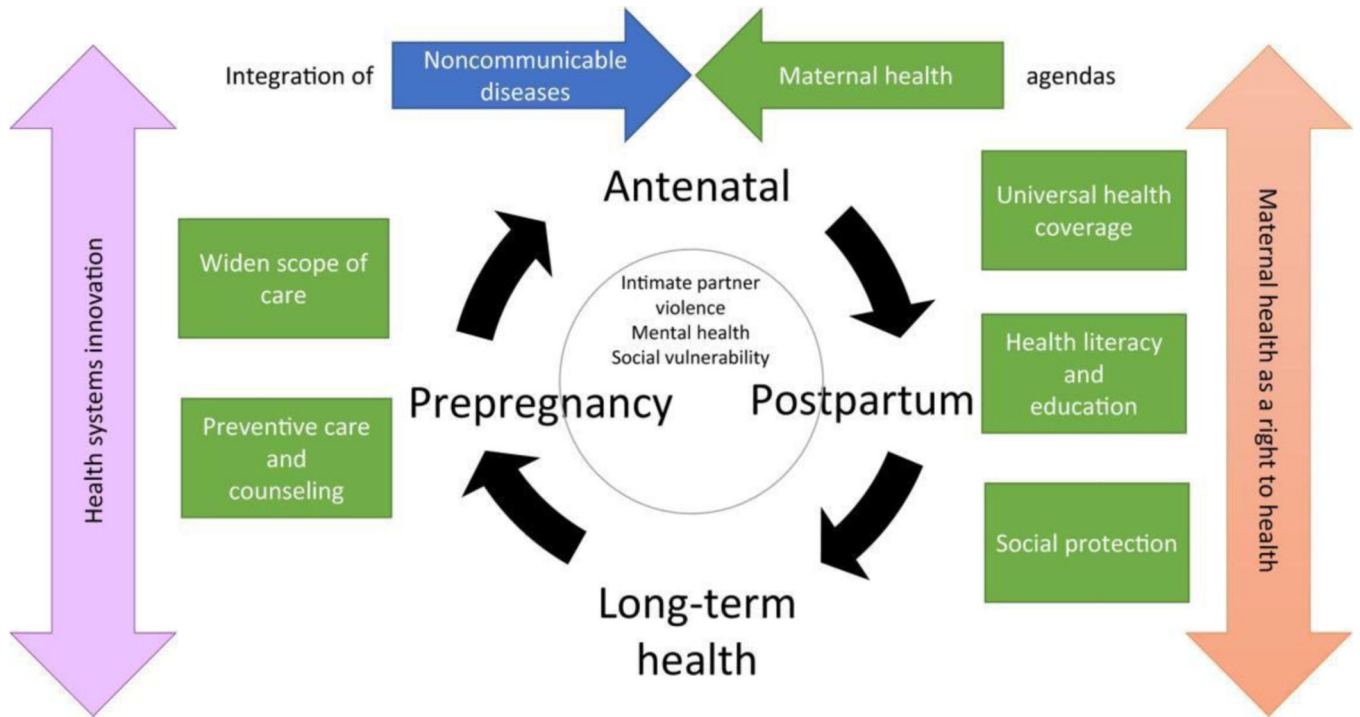 Integration of
Noncommunicable
diseases
Maternal health
agendas
Health systems innovation
Widen scope of
care
Preventive care
and
counseling
Antenatal
Intimate partner
violence
Mental health
Social vulnerability
Prepregnancy
Postpartum
Long-term
health
Universal health
coverage
Health literacy
and
education
Social protection
Maternal health as a right to health